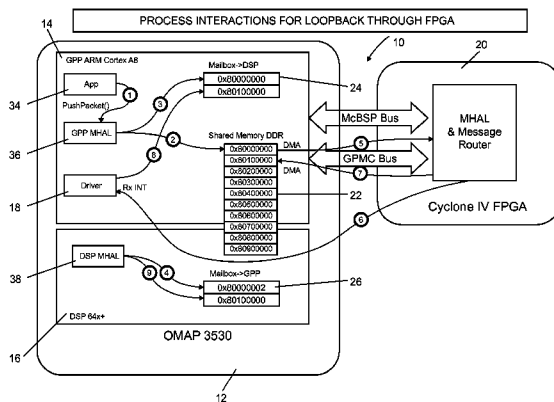 PROCESS INTERACTIONS FOR LOOPBACK THROUGH FPGA
14
10
20
GPP ARM Cortex A8
Mailbox->DSP
App
0x80000000
0x80100000
24
34
1
3
PushPacket()
GPP MHAL
2
36
8
Shared Memory DDR
McBSP Bus
MHAL
& Message
Router
DMA
5
0x80000000
0x80100000
DMA
GPMC Bus
7
0x80200000
0x80300000
0x80400000
22
Driver
Rx INT
18
0x80600000
0x80700000
0x80800000
0x80900000
Cyclone IV FPGA
6
DSP MHAL
Mailbox->GPP
38
9
4
0x80000002
26
0x80100000
DSP 64x+
16
OMAP 3530
12